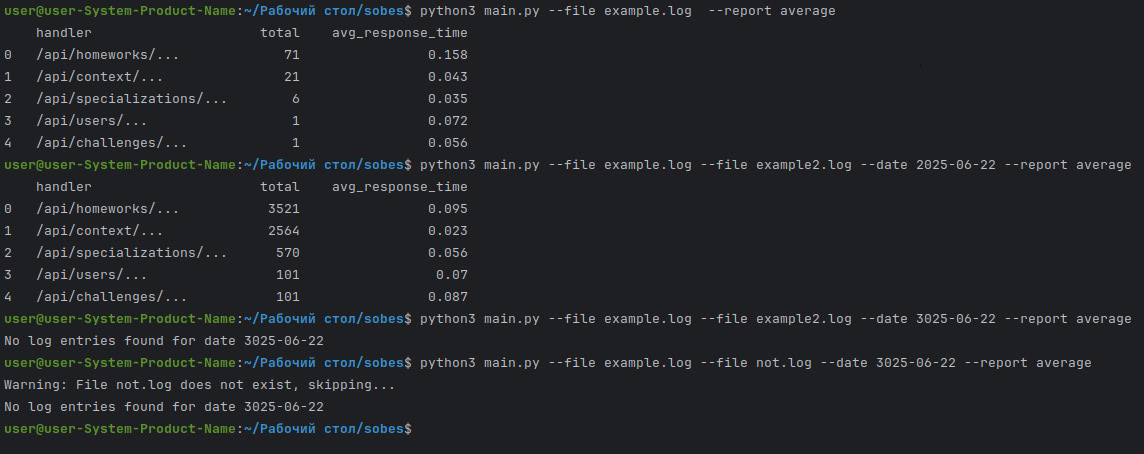 user@user-System-Product-Name:~/Рабочий стол/sobes$ python3 main.py --file example.log  --report average
    handler                     total    avg_response_time
0   /api/homeworks/...             71                0.158
1   /api/context/...               21                0.043
2   /api/specializations/...        6                0.035
3   /api/users/...                  1                0.072
4   /api/challenges/...             1                0.056
user@user-System-Product-Name:~/Рабочий стол/sobes$ python3 main.py --file example.log --file example2.log --date 2025-06-22 --report average
    handler                     total    avg_response_time
0   /api/homeworks/...           3521                0.095
1   /api/context/...             2564                0.023
2   /api/specializations/...      570                0.056
3   /api/users/...                101                 0.07
4   /api/challenges/...           101                0.087
user@user-System-Product-Name:~/Рабочий стол/sobes$ python3 main.py --file example.log --file example2.log --date 3025-06-22 --report average
No log entries found for date 3025-06-22
user@user-System-Product-Name:~/Рабочий стол/sobes$ python3 main.py --file example.log --file not.log --date 3025-06-22 --report average
Warning: File not.log does not exist, skipping...
No log entries found for date 3025-06-22
user@user-System-Product-Name:~/Рабочий стол/sobes$